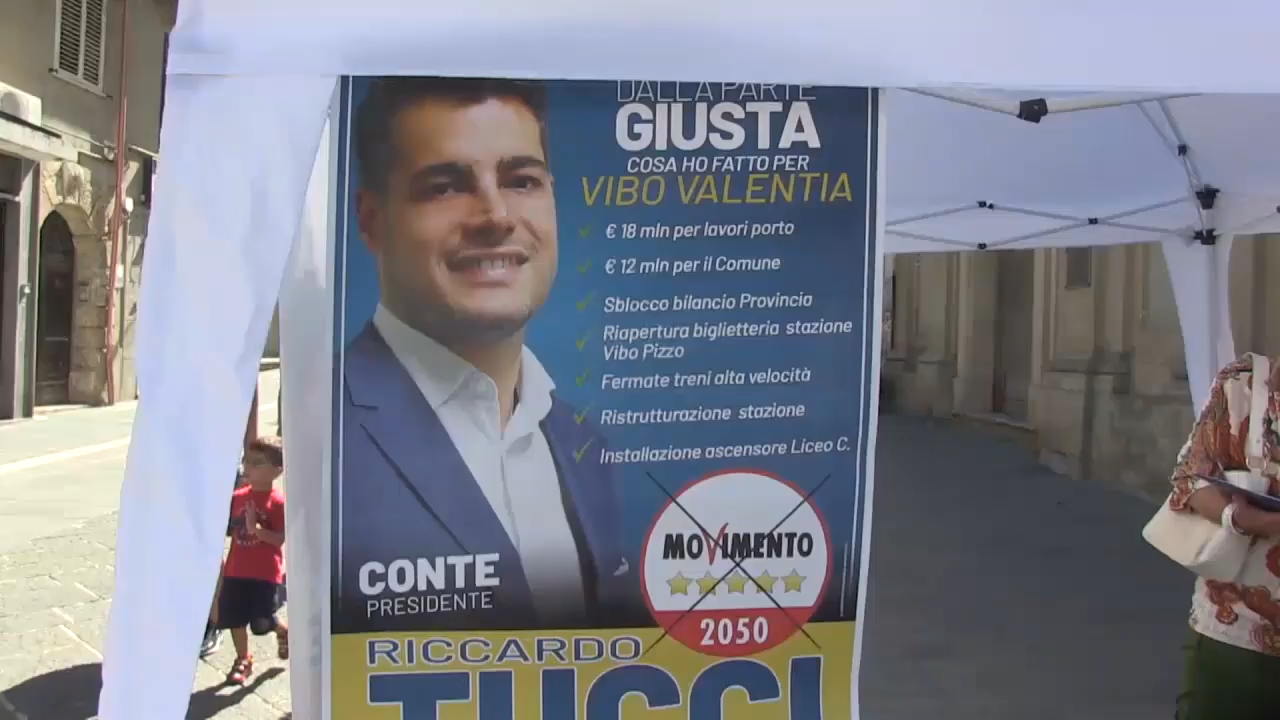 DALLA PARTE
GIUSTA
COSA HO FATTO PER
VIBO VALENTIA
€ 18 mln per lavori porto
€ 12 mln per il Comune
Sblocco bilancio Provincia
Riapertura biglietteria stazione
Vibo Pizzo
Fermate treni alta velocità
Ristrutturazione stazione
Installazione ascensore Liceo C.
MOVIMENTO
2050
CONTE
PRESIDENTE
RICCARDO
TUCCI